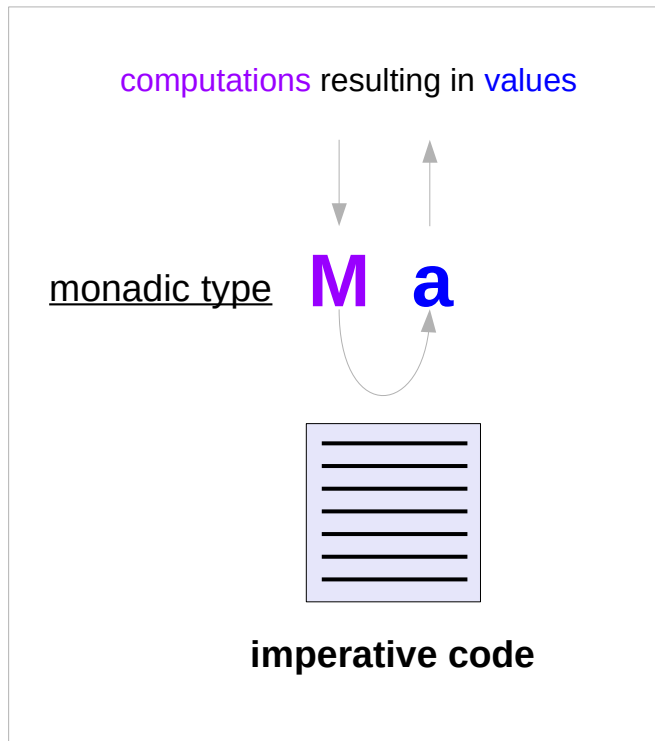 computations resulting in values
monadic type M a
imperative code